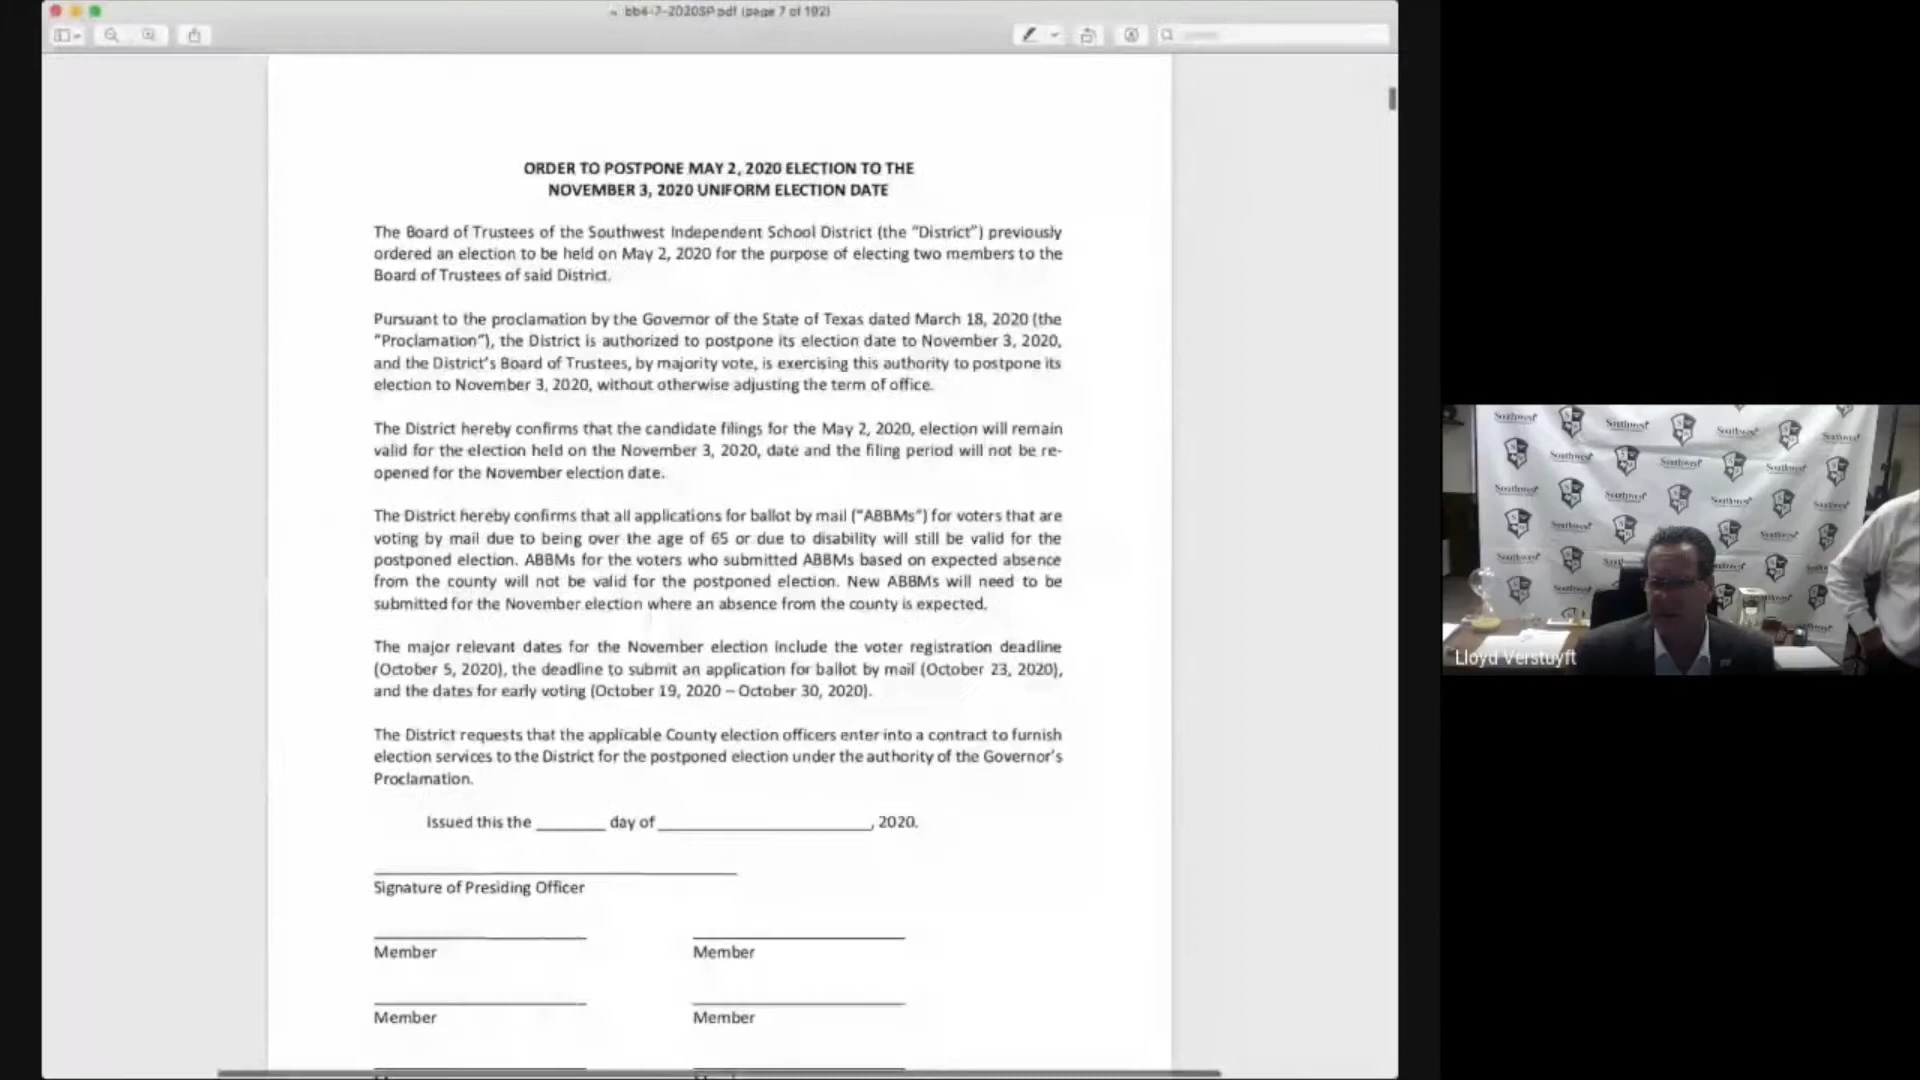 bb4-7-2020SP.pdf (page 7 of 192)
ORDER TO POSTPONE MAY 2, 2020 ELECTION TO THE
NOVEMBER 3, 2020 UNIFORM ELECTION DATE
The Board of Trustees of the Southwest Independent School District (the “District”) previously
ordered an election to be held on May 2, 2020 for the purpose of electing two members to the
Board of Trustees of said District.
Pursuant to the proclamation by the Governor of the State of Texas dated March 18, 2020 (the
“Proclamation”), the District is authorized to postpone its election date to November 3, 2020,
and the District’s Board of Trustees, by majority vote, is exercising this authority to postpone its
election to November 3, 2020, without otherwise adjusting the term of office.
The District hereby confirms that the candidate filings for the May 2, 2020, election will remain
valid for the election held on the November 3, 2020, date and the filing period will not be re-
opened for the November election date.
The District hereby confirms that all applications for ballot by mail (“ABBMs”) for voters that are
voting by mail due to being over the age of 65 or due to disability will still be valid for the
postponed election. ABBMs for the voters who submitted ABBMs based on expected absence
from the county will not be valid for the postponed election. New ABBMs will need to be
submitted for the November election where an absence from the county is expected.
The major relevant dates for the November election include the voter registration deadline
(October 5, 2020), the deadline to submit an application for ballot by mail (October 23, 2020),
and the dates for early voting (October 19, 2020 – October 30, 2020).
The District requests that the applicable County election officers enter into a contract to furnish
election services to the District for the postponed election under the authority of the Governor’s
Proclamation.
Issued this the ________ day of _________________________, 2020.
Signature of Presiding Officer
Member Member
Member Member
Southwest Southwest Southwest Southwest
Southwest Southwest
Southwest Southwest Southwest
Southwest Southwest
Southwest
Lloyd Verstuyft